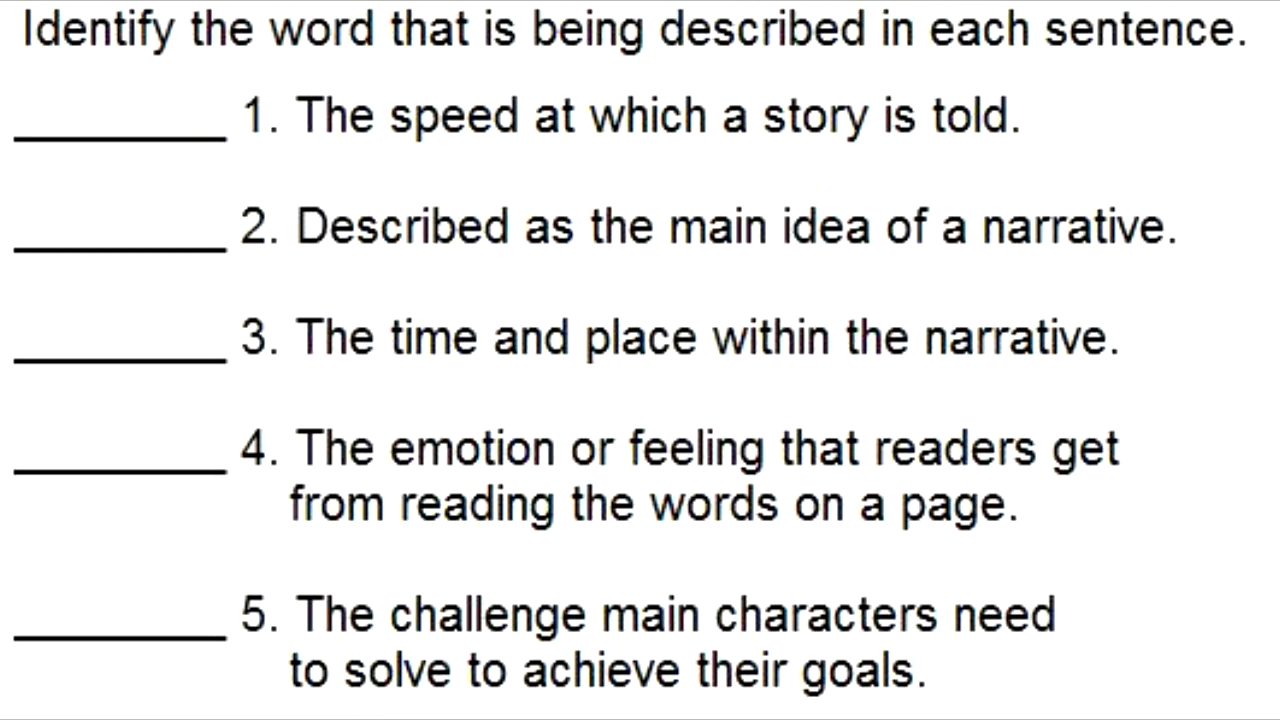 Identify the word that is being described in each sentence.
_________ 1. The speed at which a story is told.
_________ 2. Described as the main idea of a narrative.
_________ 3. The time and place within the narrative.
_________ 4. The emotion or feeling that readers get
from reading the words on a page.
_________ 5. The challenge main characters need
to solve to achieve their goals.